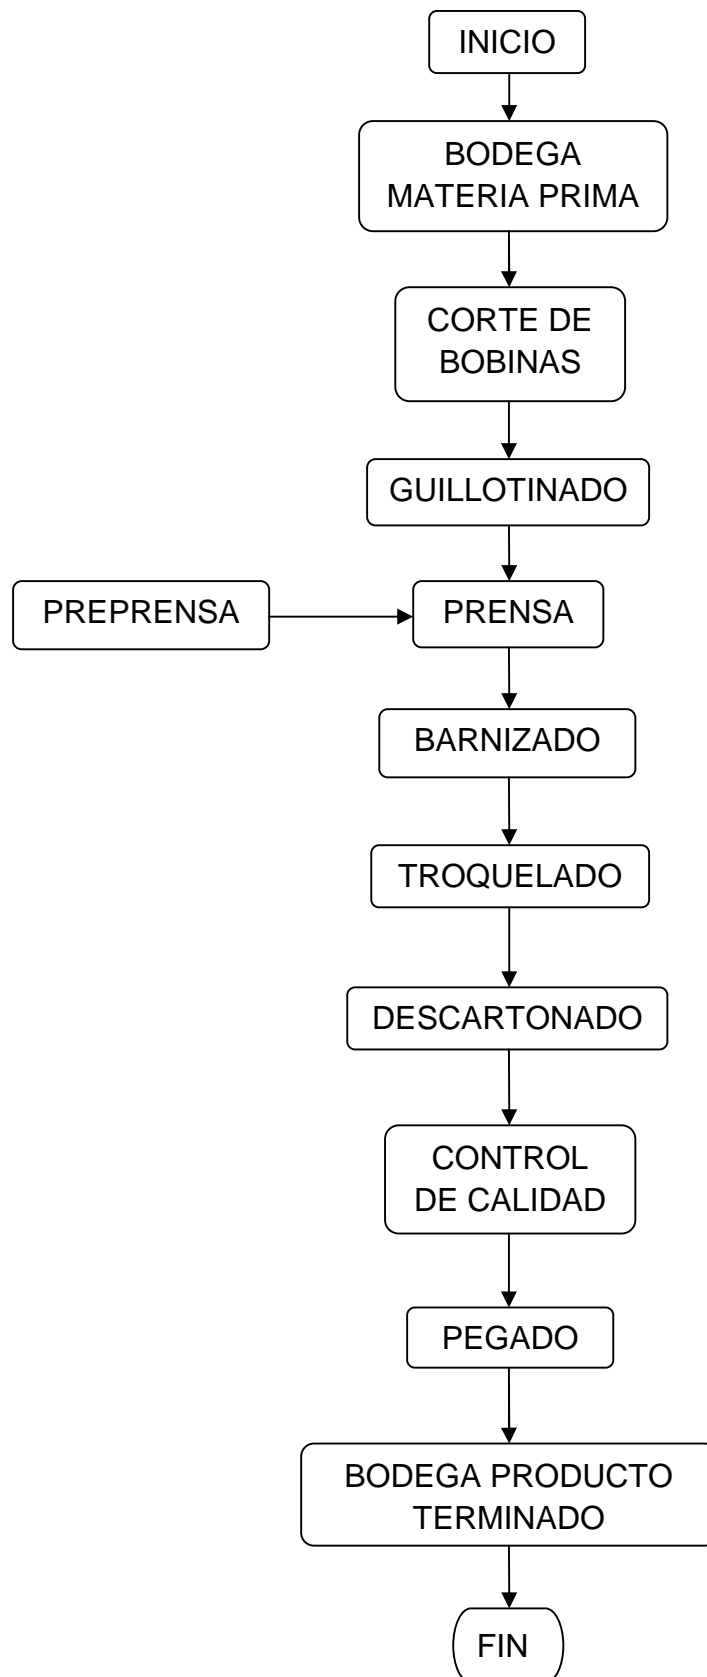 INICIO
BODEGA
MATERIA PRIMA
CORTE DE
BOBINAS
GUILLOTINADO
PREPRENSA
PRENSA
BARNIZADO
TROQUELADO
DESCARTONADO
CONTROL
DE CALIDAD
PEGADO
BODEGA PRODUCTO
TERMINADO
FIN